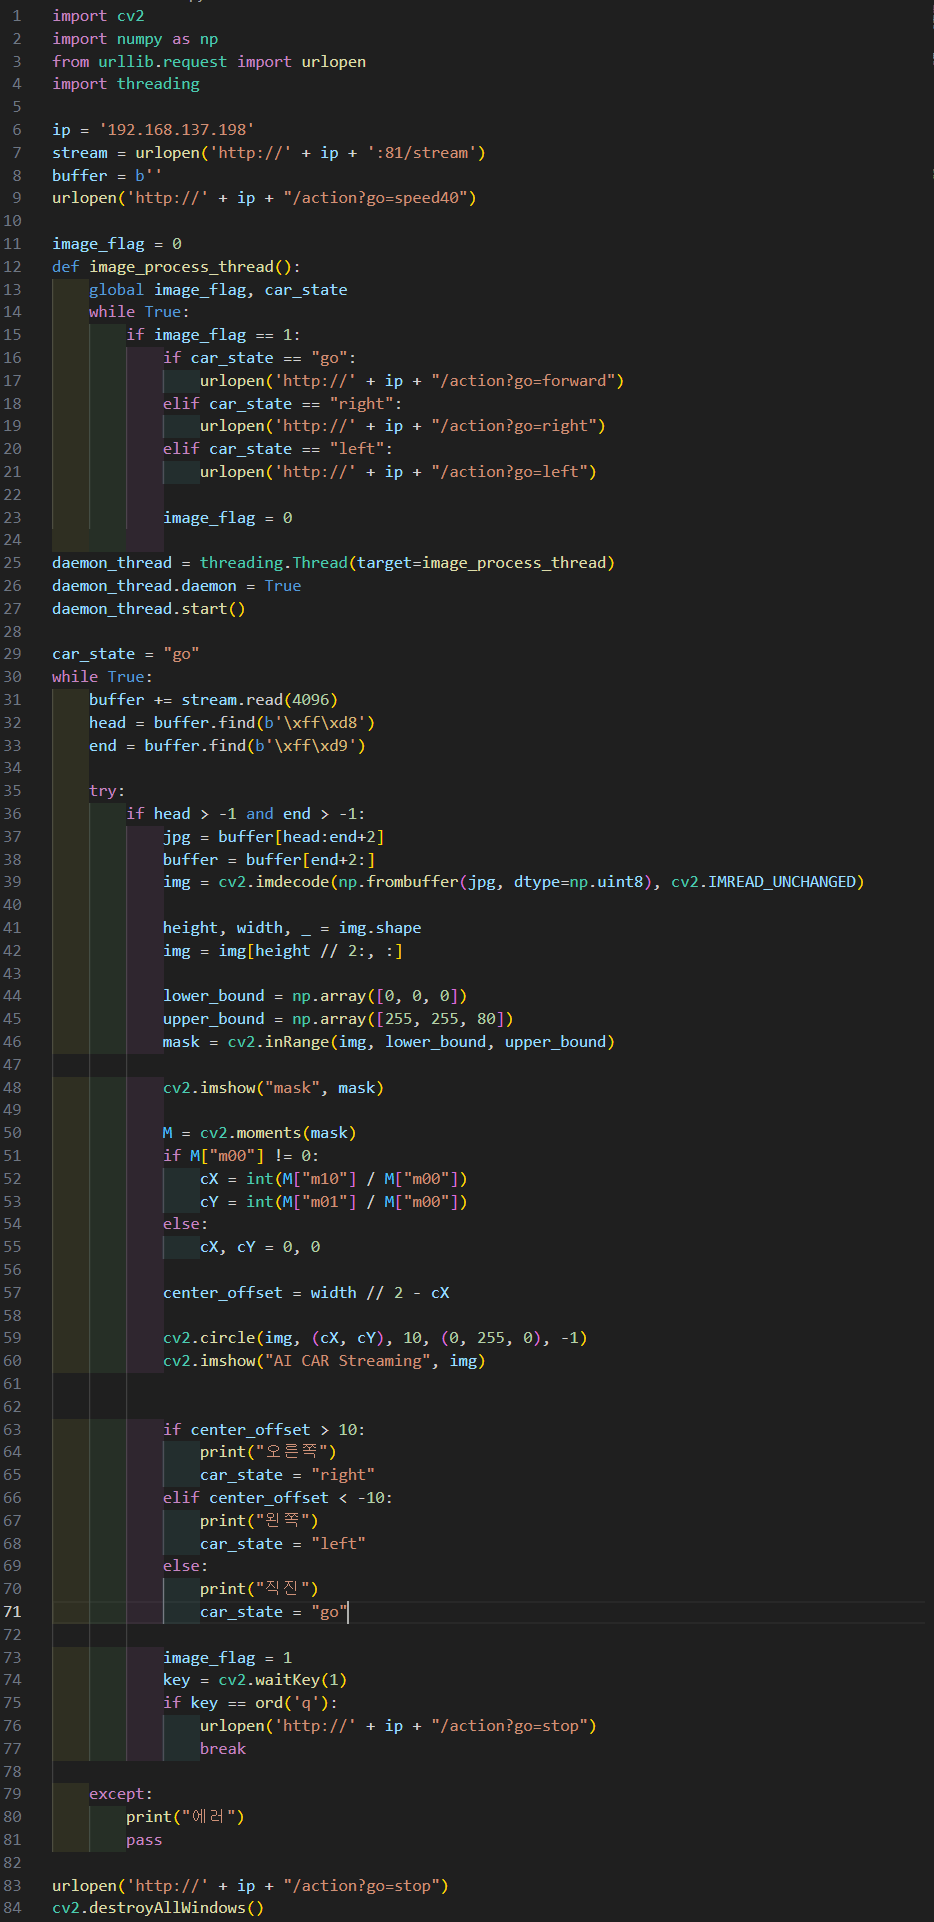 1 import cv2
2 import numpy as np
3 from urllib.request import urlopen
4 import threading
5
6 ip = '192.168.137.198'
7 stream = urlopen('http://' + ip + ':81/stream')
8 buffer = b''
9 urlopen('http://' + ip + "/action?go=speed40")
10
11 image_flag = 0
12 def image_process_thread():
13     global image_flag, car_state
14     while True:
15         if image_flag == 1:
16             if car_state == "go":
17                 urlopen('http://' + ip + "/action?go=forward")
18             elif car_state == "right":
19                 urlopen('http://' + ip + "/action?go=right")
20             elif car_state == "left":
21                 urlopen('http://' + ip + "/action?go=left")
22
23             image_flag = 0
24
25 daemon_thread = threading.Thread(target=image_process_thread)
26 daemon_thread.daemon = True
27 daemon_thread.start()
28
29 car_state = "go"
30 while True:
31     buffer += stream.read(4096)
32     head = buffer.find(b'\xff\xd8')
33     end = buffer.find(b'\xff\xd9')
34
35     try:
36         if head > -1 and end > -1:
37             jpg = buffer[head:end+2]
38             buffer = buffer[end+2:]
39             img = cv2.imdecode(np.frombuffer(jpg, dtype=np.uint8), cv2.IMREAD_UNCHANGED)
40
41             height, width, _ = img.shape
42             img = img[height // 2:, :]
43
44             lower_bound = np.array([0, 0, 0])
45             upper_bound = np.array([255, 255, 80])
46             mask = cv2.inRange(img, lower_bound, upper_bound)
47
48             cv2.imshow("mask", mask)
49
50             M = cv2.moments(mask)
51             if M["m00"] != 0:
52                 cX = int(M["m10"] / M["m00"])
53                 cY = int(M["m01"] / M["m00"])
54             else:
55                 cX, cY = 0, 0
56
57             center_offset = width // 2 - cX
58
59             cv2.circle(img, (cX, cY), 10, (0, 255, 0), -1)
60             cv2.imshow("AI CAR Streaming", img)
61
62
63             if center_offset > 10:
64                 print("오른쪽")
65                 car_state = "right"
66             elif center_offset < -10:
67                 print("왼쪽")
68                 car_state = "left"
69             else:
70                 print("직진")
71                 car_state = "go"
72
73             image_flag = 1
74             key = cv2.waitKey(1)
75             if key == ord('q'):
76                 urlopen('http://' + ip + "/action?go=stop")
77                 break
78
79     except:
80         print("에러")
81         pass
82
83 urlopen('http://' + ip + "/action?go=stop")
84 cv2.destroyAllWindows()